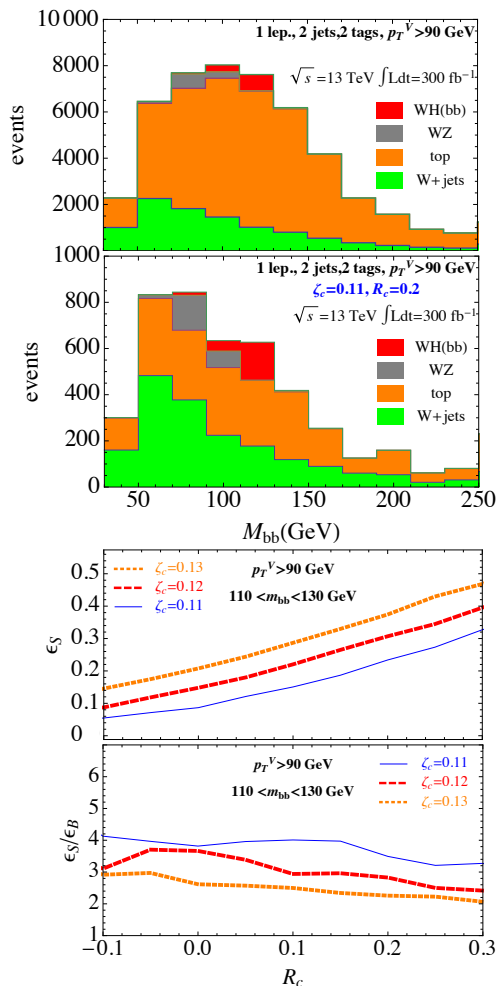 1 lep., 2 jets,2 tags, p_T^V>90 GeV
√s =13 TeV ∫Ldt=300 fb⁻¹
WH(bb)
WZ
top
W+jets
events
10000
8000
6000
4000
2000
1000
1 lep., 2 jets,2 tags, p_T^V>90 GeV
ζ_c=0.11, R_c=0.2
√s =13 TeV ∫Ldt=300 fb⁻¹
WH(bb)
WZ
top
W+jets
events
800
600
400
200
0
50 100 150 200 250
M_bb(GeV)
ζ_c=0.13
ζ_c=0.12
ζ_c=0.11
p_T^V>90 GeV
110 <m_bb<130 GeV
ϵ_S
0.5
0.4
0.3
0.2
0.1
0
p_T^V>90 GeV
110 <m_bb<130 GeV
ζ_c=0.11
ζ_c=0.12
ζ_c=0.13
ϵ_S/ϵ_B
6
5
4
3
2
1
-0.1 0.0 0.1 0.2 0.3
R_c